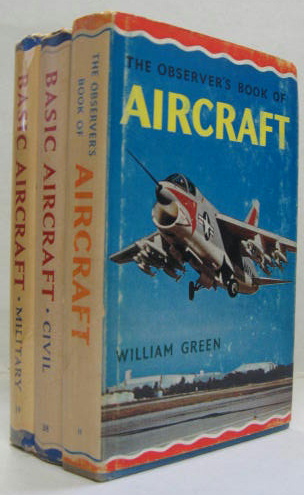 BASIC AIRCRAFT • MILITARY
BASIC AIRCRAFT • CIVIL
THE OBSERVER'S
BOOK OF
AIRCRAFT
THE OBSERVER'S BOOK OF
AIRCRAFT
WILLIAM GREEN